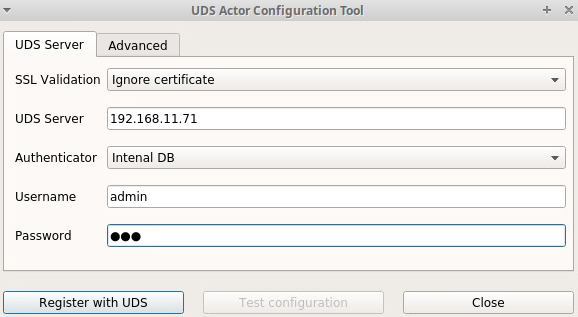 UDS Actor Configuration Tool
UDS Server Advanced
SSL Validation Ignore certificate
UDS Server 192.168.11.71
Authenticator Intenal DB
Username admin
Password ●●●
Register with UDS Test configuration Close